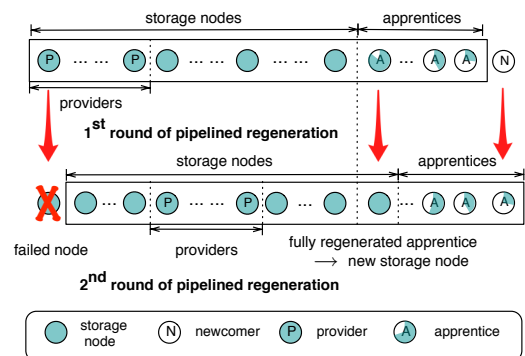 storage nodes apprentices
P ... ... P ... ... ... ... A ... A A N
providers
1st round of pipelined regeneration
storage nodes apprentices
... ... P ... ... P ... ... ... A A A
failed node providers fully regenerated apprentice
→ new storage node
2nd round of pipelined regeneration
storage node N newcomer P provider A apprentice